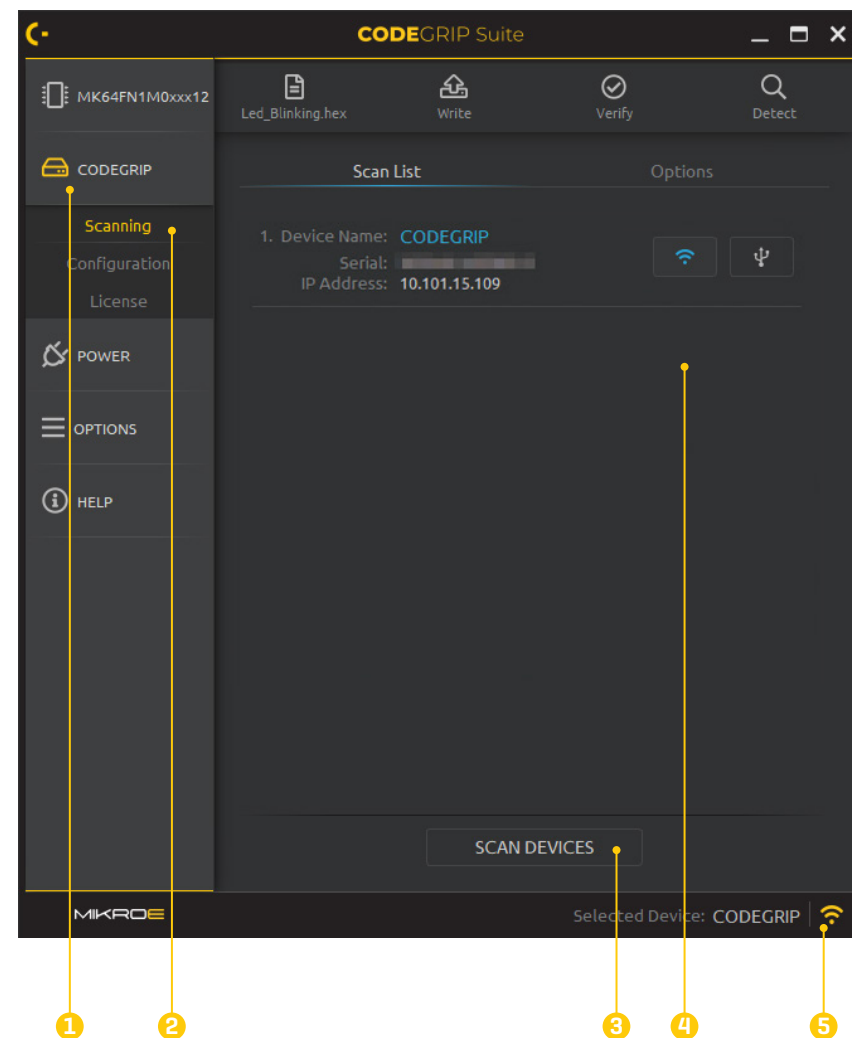 CODEGRIP Suite
MK64FN1M0xxx12
Led_Blinking.hex
Write
Verify
Detect
CODEGRIP
Scanning
Configuration
License
POWER
OPTIONS
HELP
Scan List
Options
1. Device Name: CODEGRIP
Serial:
IP Address: 10.101.15.109
SCAN DEVICES
MIKROE
Selected Device: CODEGRIP
1
2
3
4
5